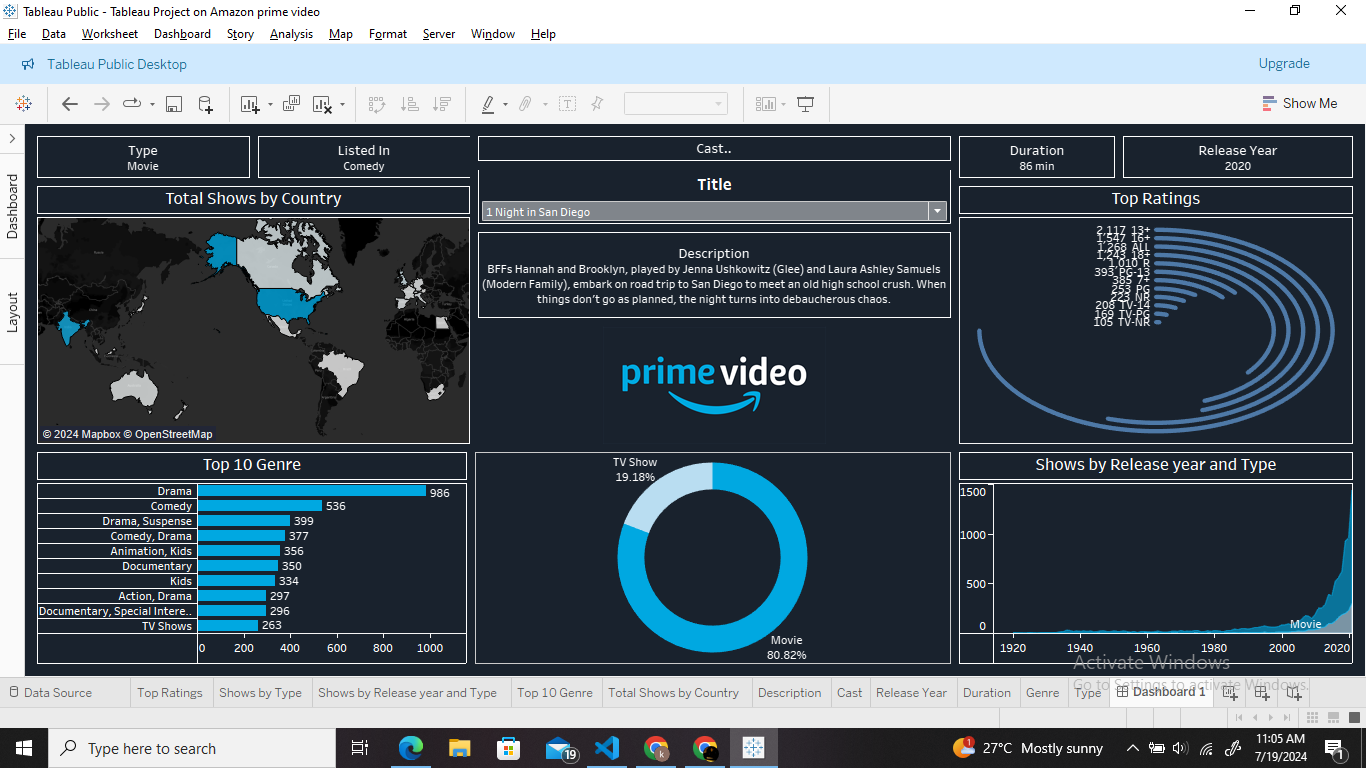 Tableau Public - Tableau Project on Amazon prime video
File Data Worksheet Dashboard Story Analysis Map Format Server Window Help
Tableau Public Desktop
Upgrade
Show Me
Dashboard
Layout
Type
Movie
Listed In
Comedy
Cast..
Duration
86 min
Release Year
2020
Title
1 Night in San Diego
Description
BFFs Hannah and Brooklyn, played by Jenna Ushkowitz (Glee) and Laura Ashley Samuels
(Modern Family), embark on road trip to San Diego to meet an old high school crush. When
things don’t go as planned, the night turns into debaucherous chaos.
prime video
Total Shows by Country
© 2024 Mapbox © OpenStreetMap
Top Ratings
2,117 13+
1,547 16+
1,268 ALL
1,243 18+
1,010 R
393 PG-13
385 7+
253 PG
223 NR
208 TV-14
169 TV-PG
105 TV-NR
Top 10 Genre
Drama 986
Comedy 536
Drama, Suspense 399
Comedy, Drama 377
Animation, Kids 356
Documentary 350
Kids 334
Action, Drama 297
Documentary, Special Intere.. 296
TV Shows 263
0 200 400 600 800 1000
TV Show
19.18%
Movie
80.82%
Shows by Release year and Type
1500
1000
500
0
Movie
1920 1940 1960 1980 2000 2020
Activate Windows
Go to Settings to activate Windows.
Data Source Top Ratings Shows by Type Shows by Release year and Type Top 10 Genre Total Shows by Country Description Cast Release Year Duration Genre Type Dashboard 1
Type here to search
19
k
1
27°C Mostly sunny
11:05 AM
7/19/2024
1